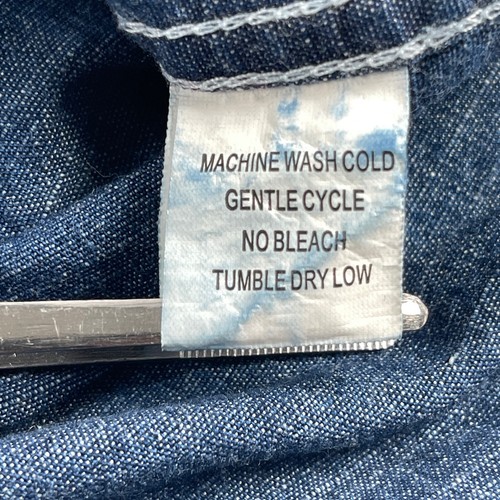 MACHINE WASH COLD
GENTLE CYCLE
NO BLEACH
TUMBLE DRY LOW